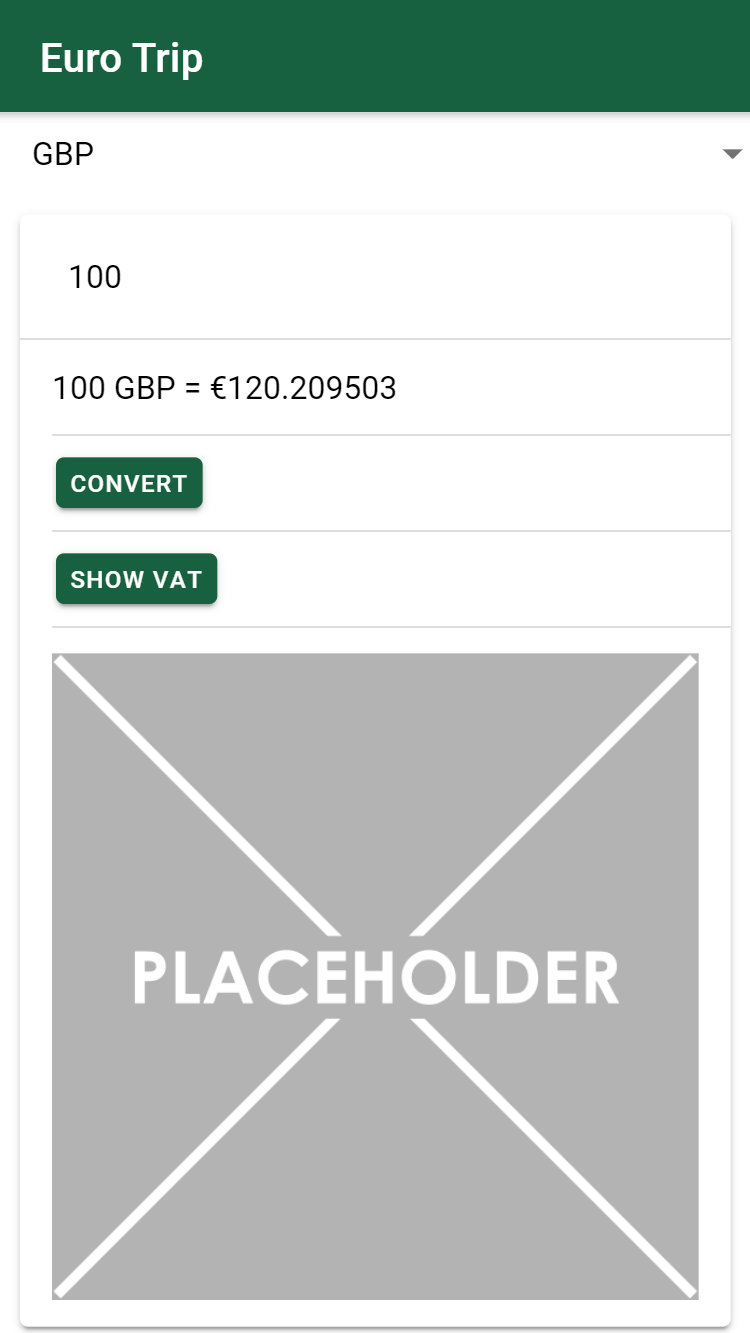 Euro Trip
GBP
100
100 GBP = €120.209503
CONVERT
SHOW VAT
PLACEHOLDER